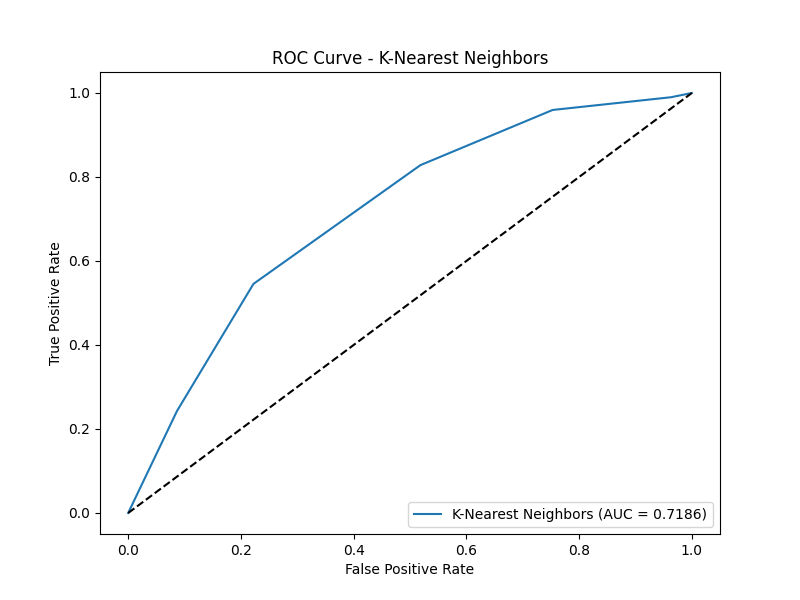 ROC Curve - K-Nearest Neighbors
True Positive Rate
1.0
0.8
0.6
0.4
0.2
0.0
K-Nearest Neighbors (AUC = 0.7186)
0.0 0.2 0.4 0.6 0.8 1.0
False Positive Rate